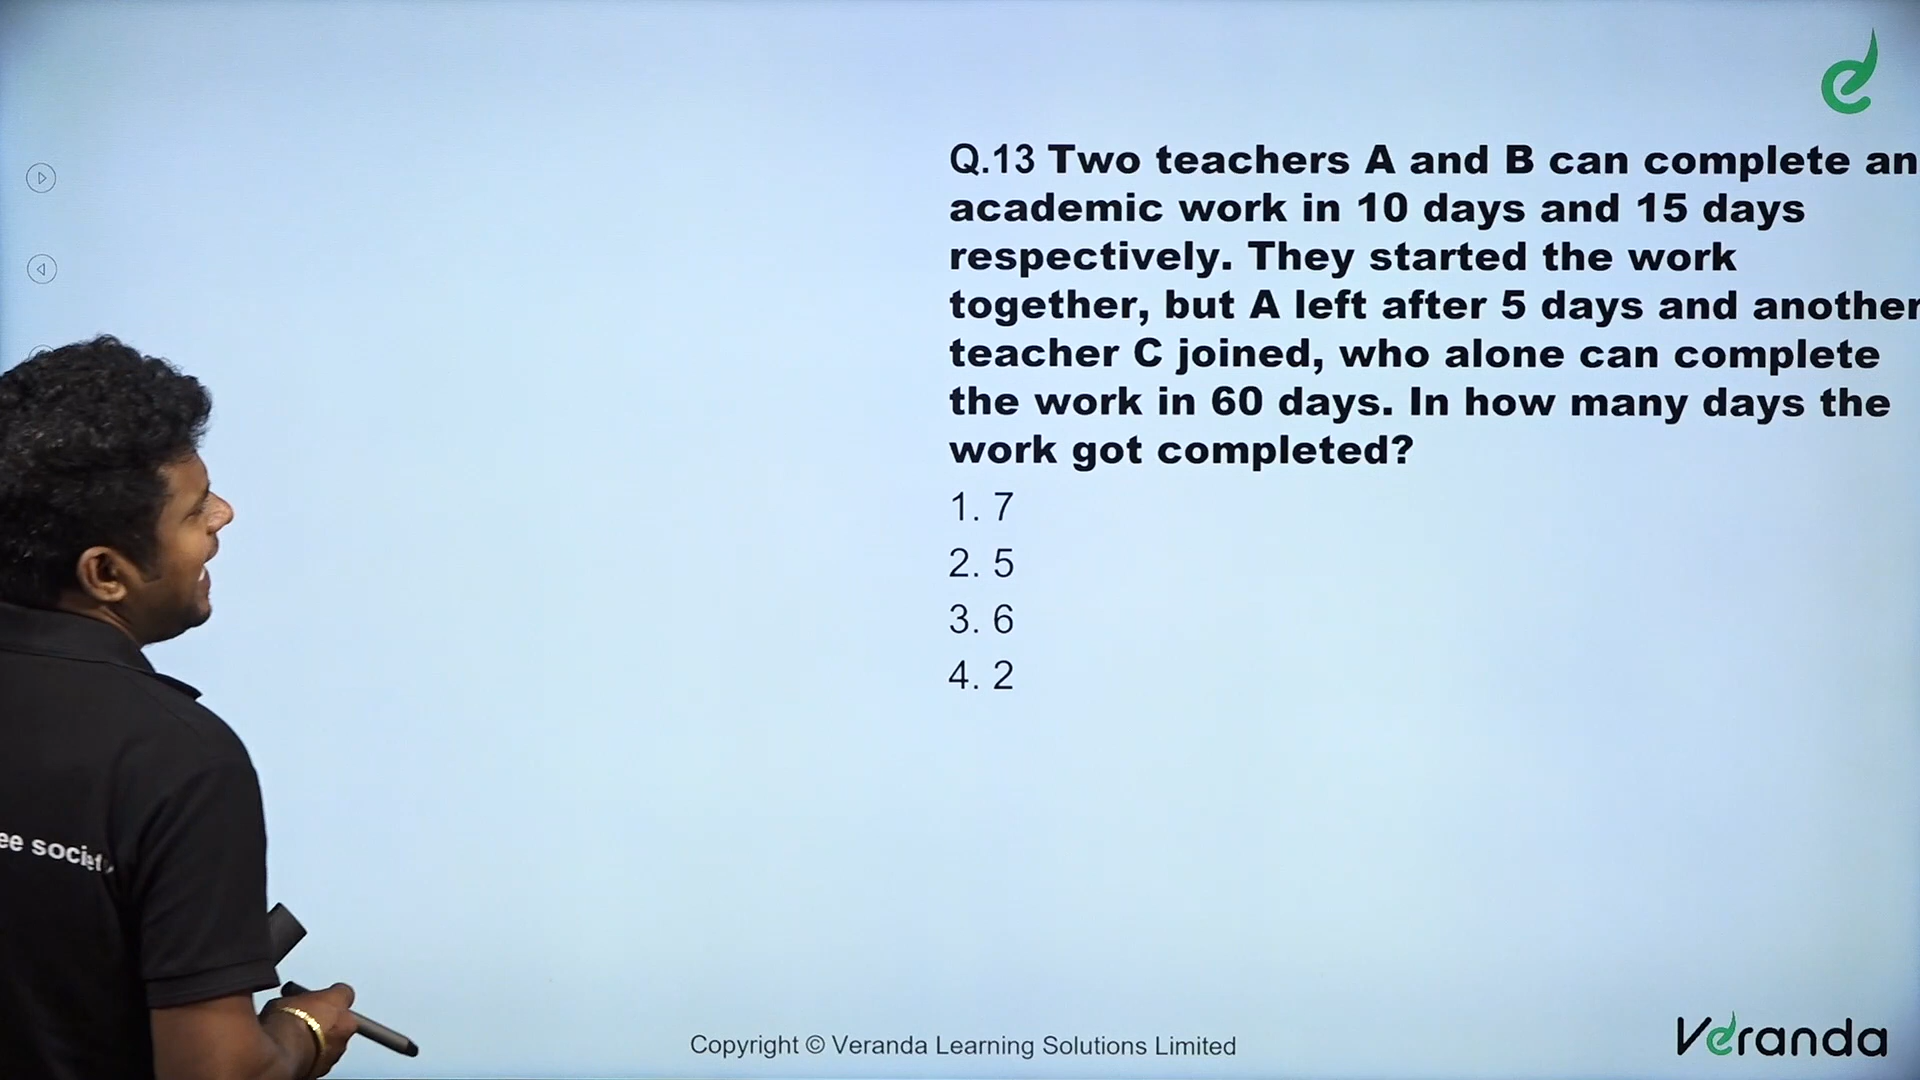 Q.13 Two teachers A and B can complete an
academic work in 10 days and 15 days
respectively. They started the work
together, but A left after 5 days and another
teacher C joined, who alone can complete
the work in 60 days. In how many days the
work got completed?
1. 7
2. 5
3. 6
4. 2
ee society
Copyright © Veranda Learning Solutions Limited
Veranda